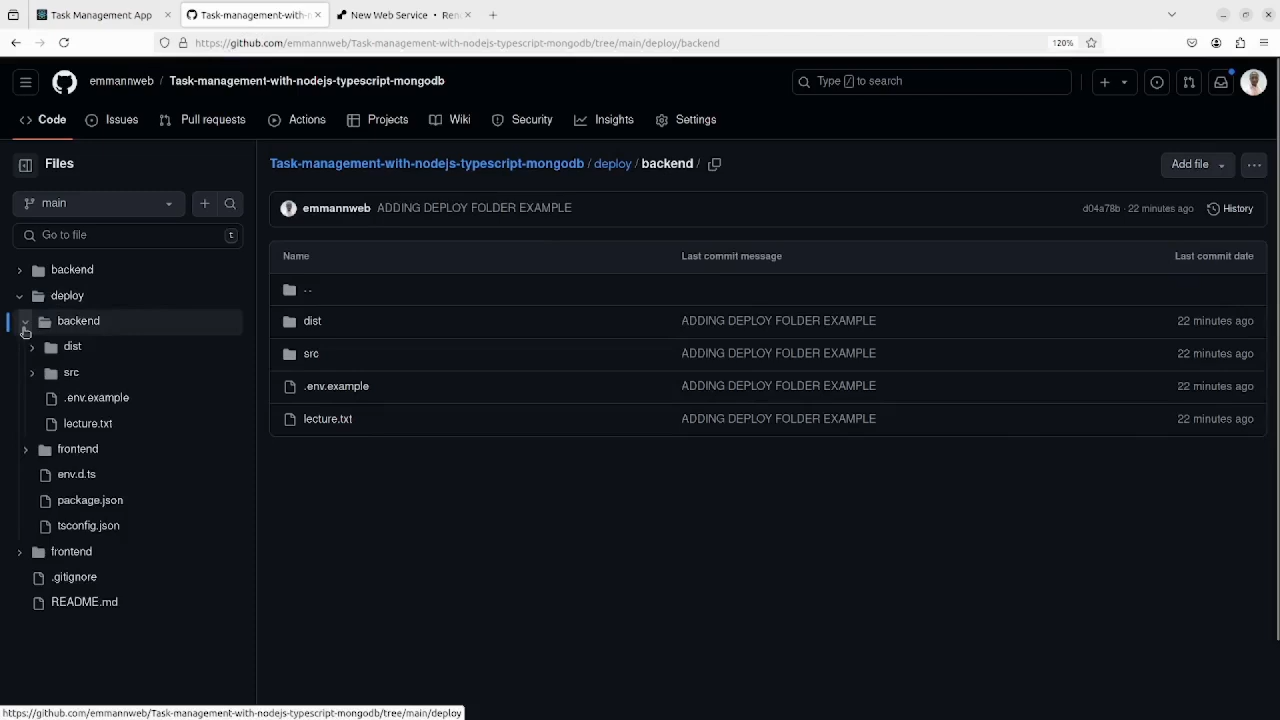 Task Management App
Task-management-with-n
New Web Service • Ren
https://github.com/emmannweb/Task-management-with-nodejs-typescript-mongodb/tree/main/deploy/backend
120%
emmannweb / Task-management-with-nodejs-typescript-mongodb
Type / to search
Code
Issues
Pull requests
Actions
Projects
Wiki
Security
Insights
Settings
Files
Task-management-with-nodejs-typescript-mongodb / deploy / backend /
Add file
main
emmannweb ADDING DEPLOY FOLDER EXAMPLE
d04a78b · 22 minutes ago
History
Go to file
t
Name
Last commit message
Last commit date
backend
deploy
backend
dist
src
.env.example
lecture.txt
frontend
env.d.ts
package.json
tsconfig.json
frontend
.gitignore
README.md
..
dist ADDING DEPLOY FOLDER EXAMPLE 22 minutes ago
src ADDING DEPLOY FOLDER EXAMPLE 22 minutes ago
.env.example ADDING DEPLOY FOLDER EXAMPLE 22 minutes ago
lecture.txt ADDING DEPLOY FOLDER EXAMPLE 22 minutes ago
https://github.com/emmannweb/Task-management-with-nodejs-typescript-mongodb/tree/main/deploy